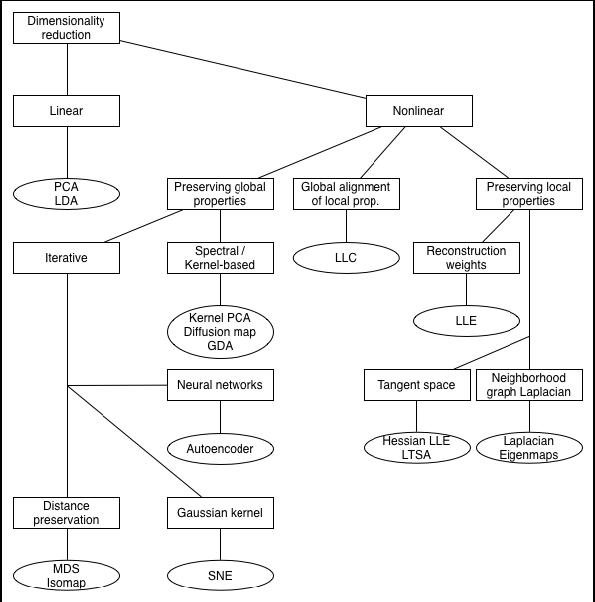 Dimensionality
reduction
Linear
Nonlinear
PCA
LDA
Preserving global
properties
Global alignment
of local prop.
Preserving local
properties
Iterative
Spectral /
Kernel-based
LLC
Reconstruction
weights
Kernel PCA
Diffusion map
GDA
LLE
Neural networks
Tangent space
Neighborhood
graph Laplacian
Autoencoder
Hessian LLE
LTSA
Laplacian
Eigenmaps
Distance
preservation
Gaussian kernel
MDS
Isomap
SNE